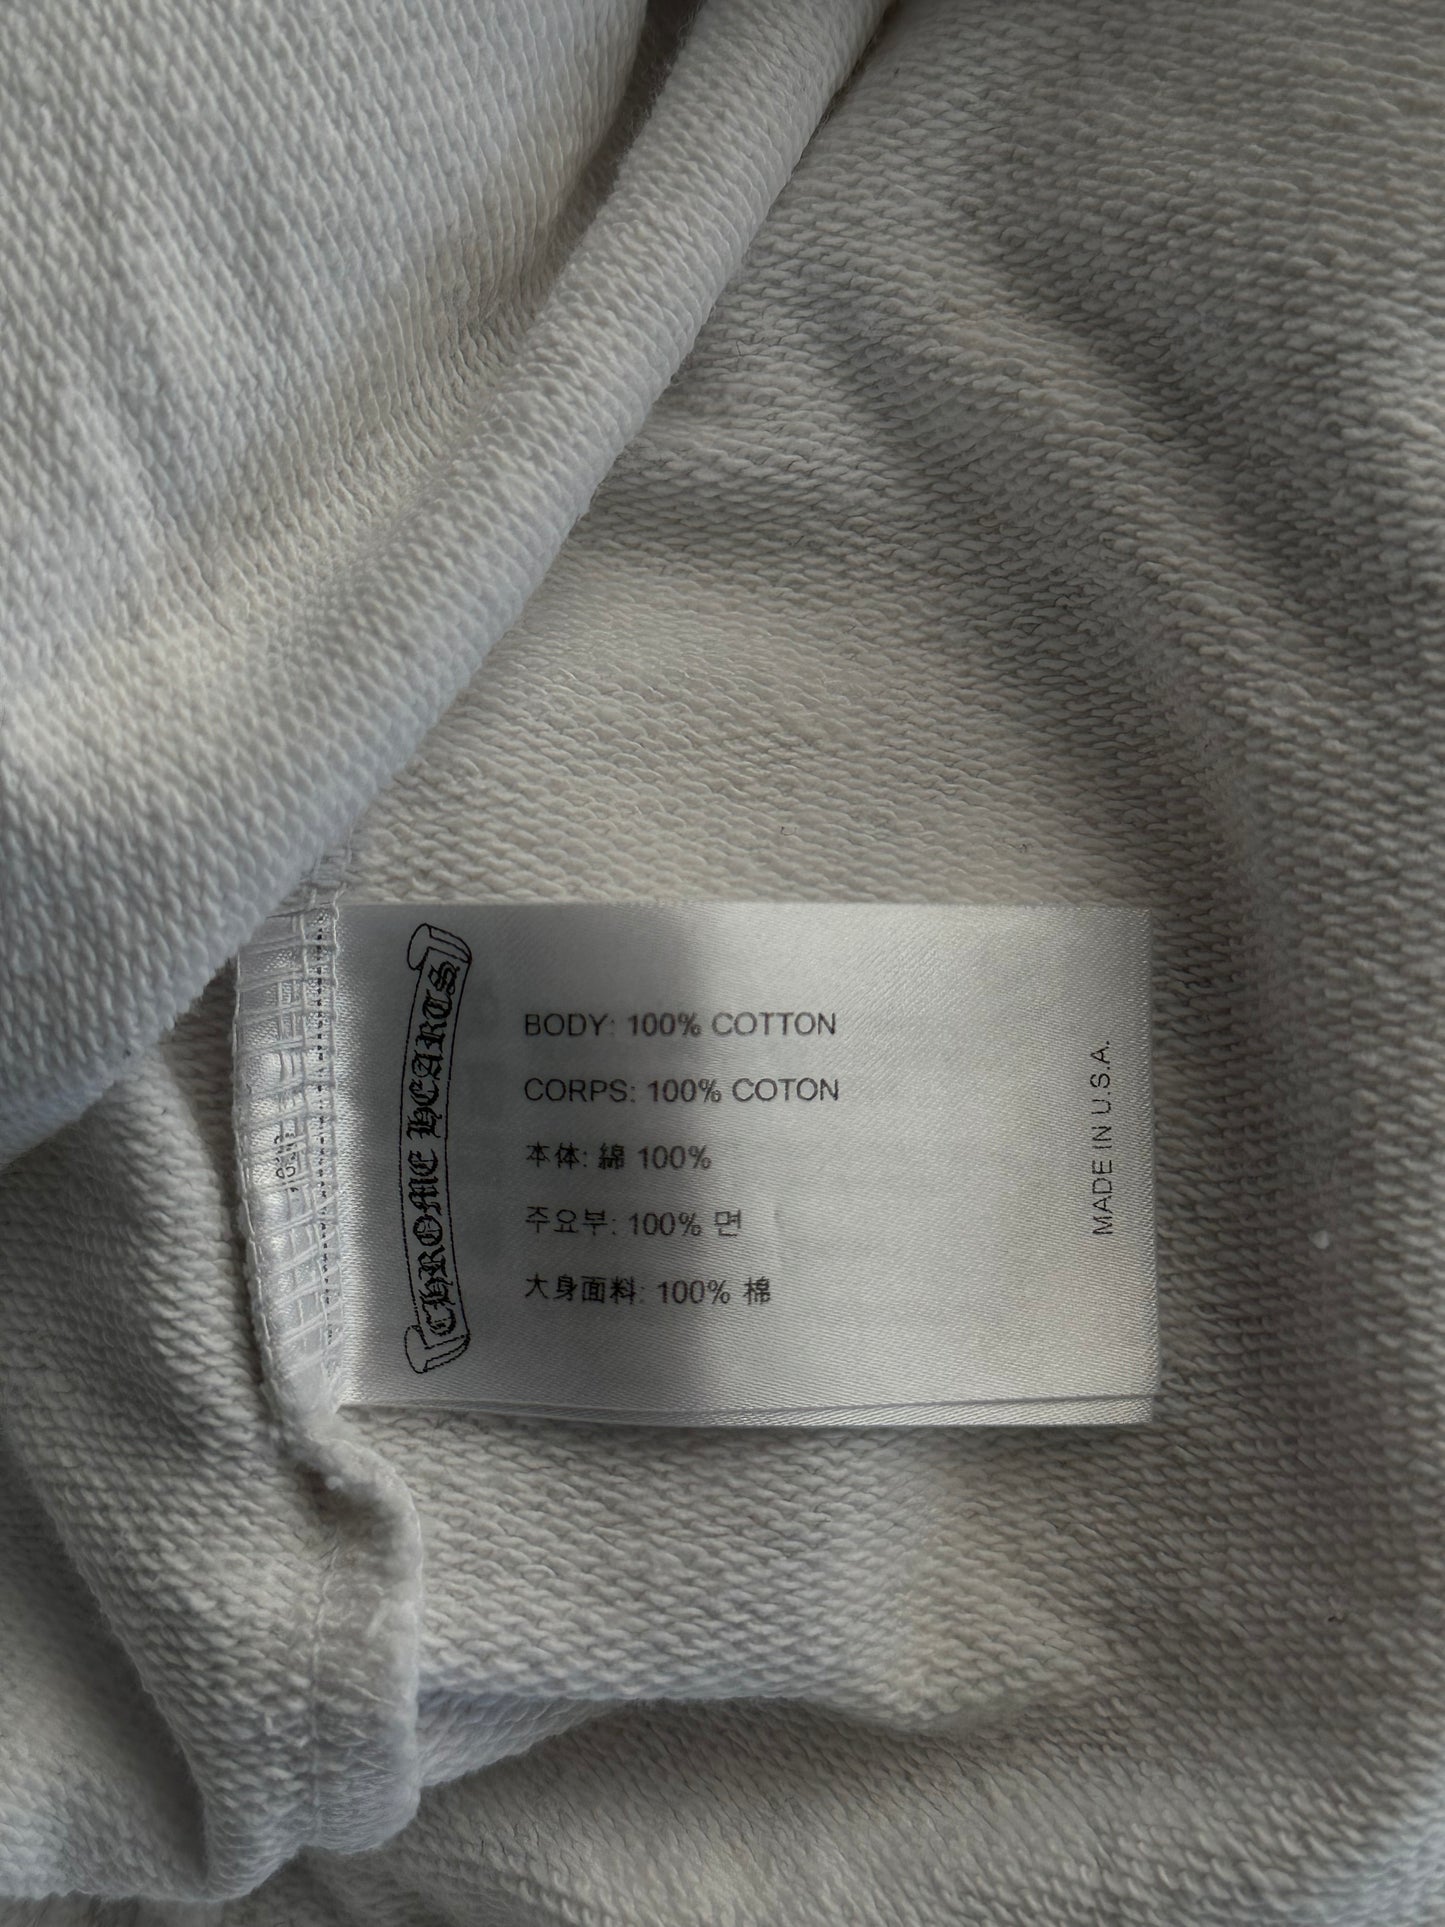 CHROME HEARTS
BODY: 100% COTTON
CORPS: 100% COTON
本体: 綿 100%
주요부: 100% 면
大身面料: 100% 棉
MADE IN U.S.A.